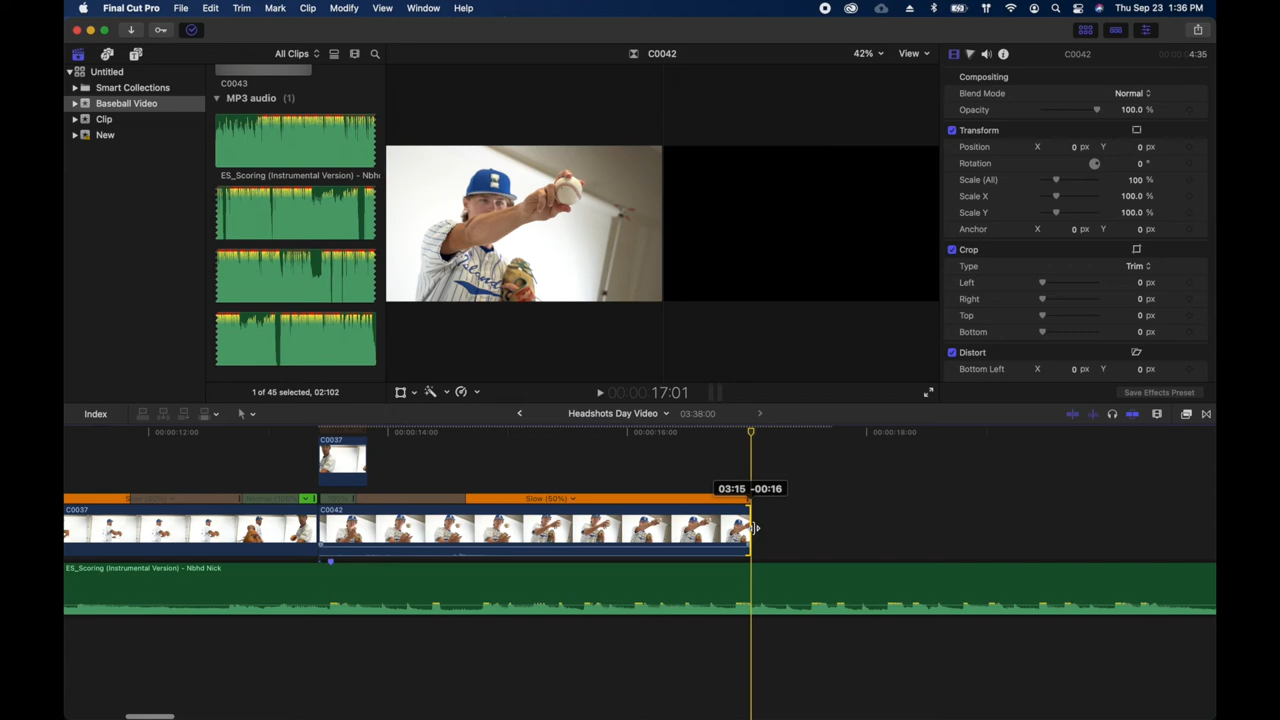 Final Cut Pro File Edit Trim Mark Clip Modify View Window Help Thu Sep 23 1:36 PM
All Clips C0042 42% View C0042 4:35
Untitled
Smart Collections
Baseball Video
Clip
New
C0043
MP3 audio (1)
ES_Scoring (Instrumental Version) - Nbh
1 of 45 selected, 02:102
00:00:00 17:01
Compositing
Blend Mode Normal
Opacity 100.0 %
Transform
Position X 0 px Y 0 px
Rotation 0 °
Scale (All) 100 %
Scale X 100.0 %
Scale Y 100.0 %
Anchor X 0 px Y 0 px
Crop
Type Trim
Left 0 px
Right 0 px
Top 0 px
Bottom 0 px
Distort
Bottom Left X 0 px Y 0 px
Save Effects Preset
Index Headshots Day Video 03:38:00
00:00:12:00 00:00:14:00 00:00:16:00 00:00:18:00
C0037
03:15 -00:16
Normal (100%) Slow (50%)
C0037 C0042
ES_Scoring (Instrumental Version) - Nbhd Nick